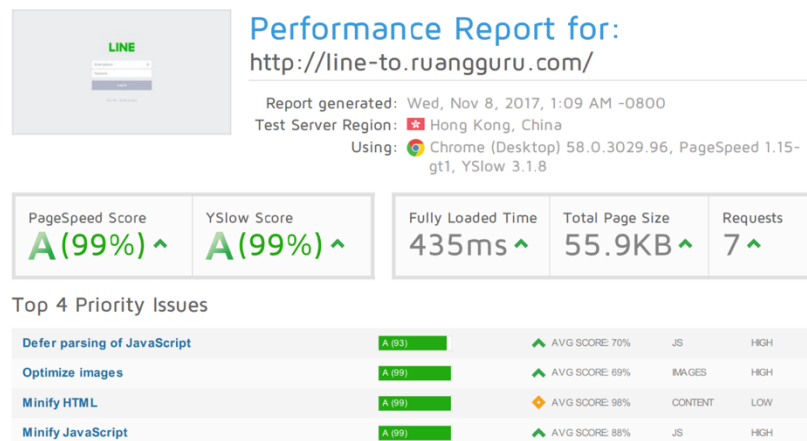 LINE
Performance Report for:
http://line-to.ruangguru.com/
Report generated: Wed, Nov 8, 2017, 1:09 AM -0800
Test Server Region: Hong Kong, China
Using: Chrome (Desktop) 58.0.3029.96, PageSpeed 1.15-
gt1, YSlow 3.1.8
PageSpeed Score YSlow Score Fully Loaded Time Total Page Size Requests
A (99%) A (99%) 435ms 55.9KB 7
Top 4 Priority Issues
Defer parsing of JavaScript A (93) AVG SCORE: 70% JS HIGH
Optimize images A (99) AVG SCORE: 69% IMAGES HIGH
Minify HTML A (99) AVG SCORE: 98% CONTENT LOW
Minify JavaScript A (99) AVG SCORE: 88% JS HIGH